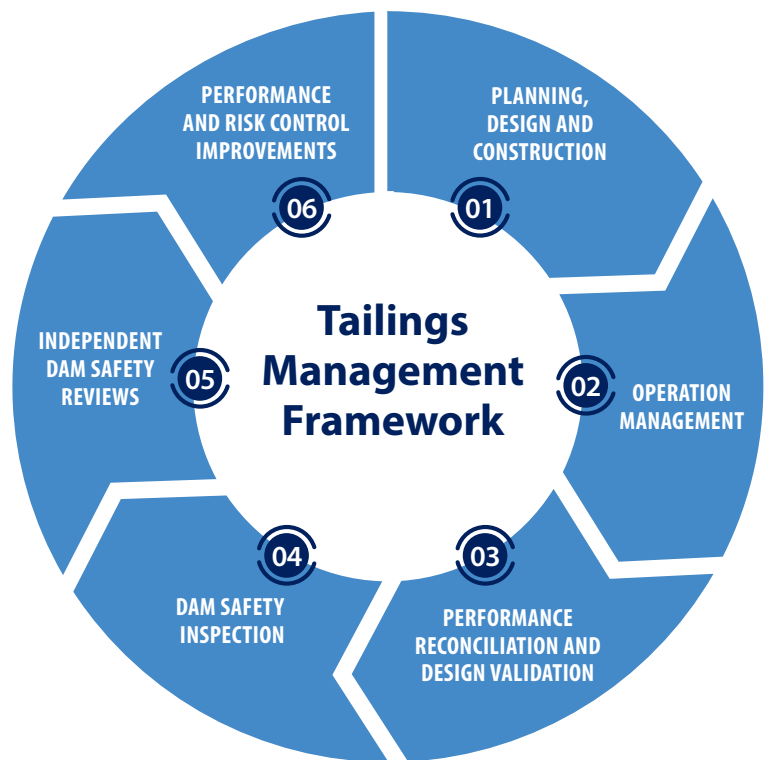 Tailings
Management
Framework
01
PLANNING,
DESIGN AND
CONSTRUCTION
02
OPERATION
MANAGEMENT
03
PERFORMANCE
RECONCILIATION AND
DESIGN VALIDATION
04
DAM SAFETY
INSPECTION
05
INDEPENDENT
DAM SAFETY
REVIEWS
06
PERFORMANCE
AND RISK CONTROL
IMPROVEMENTS